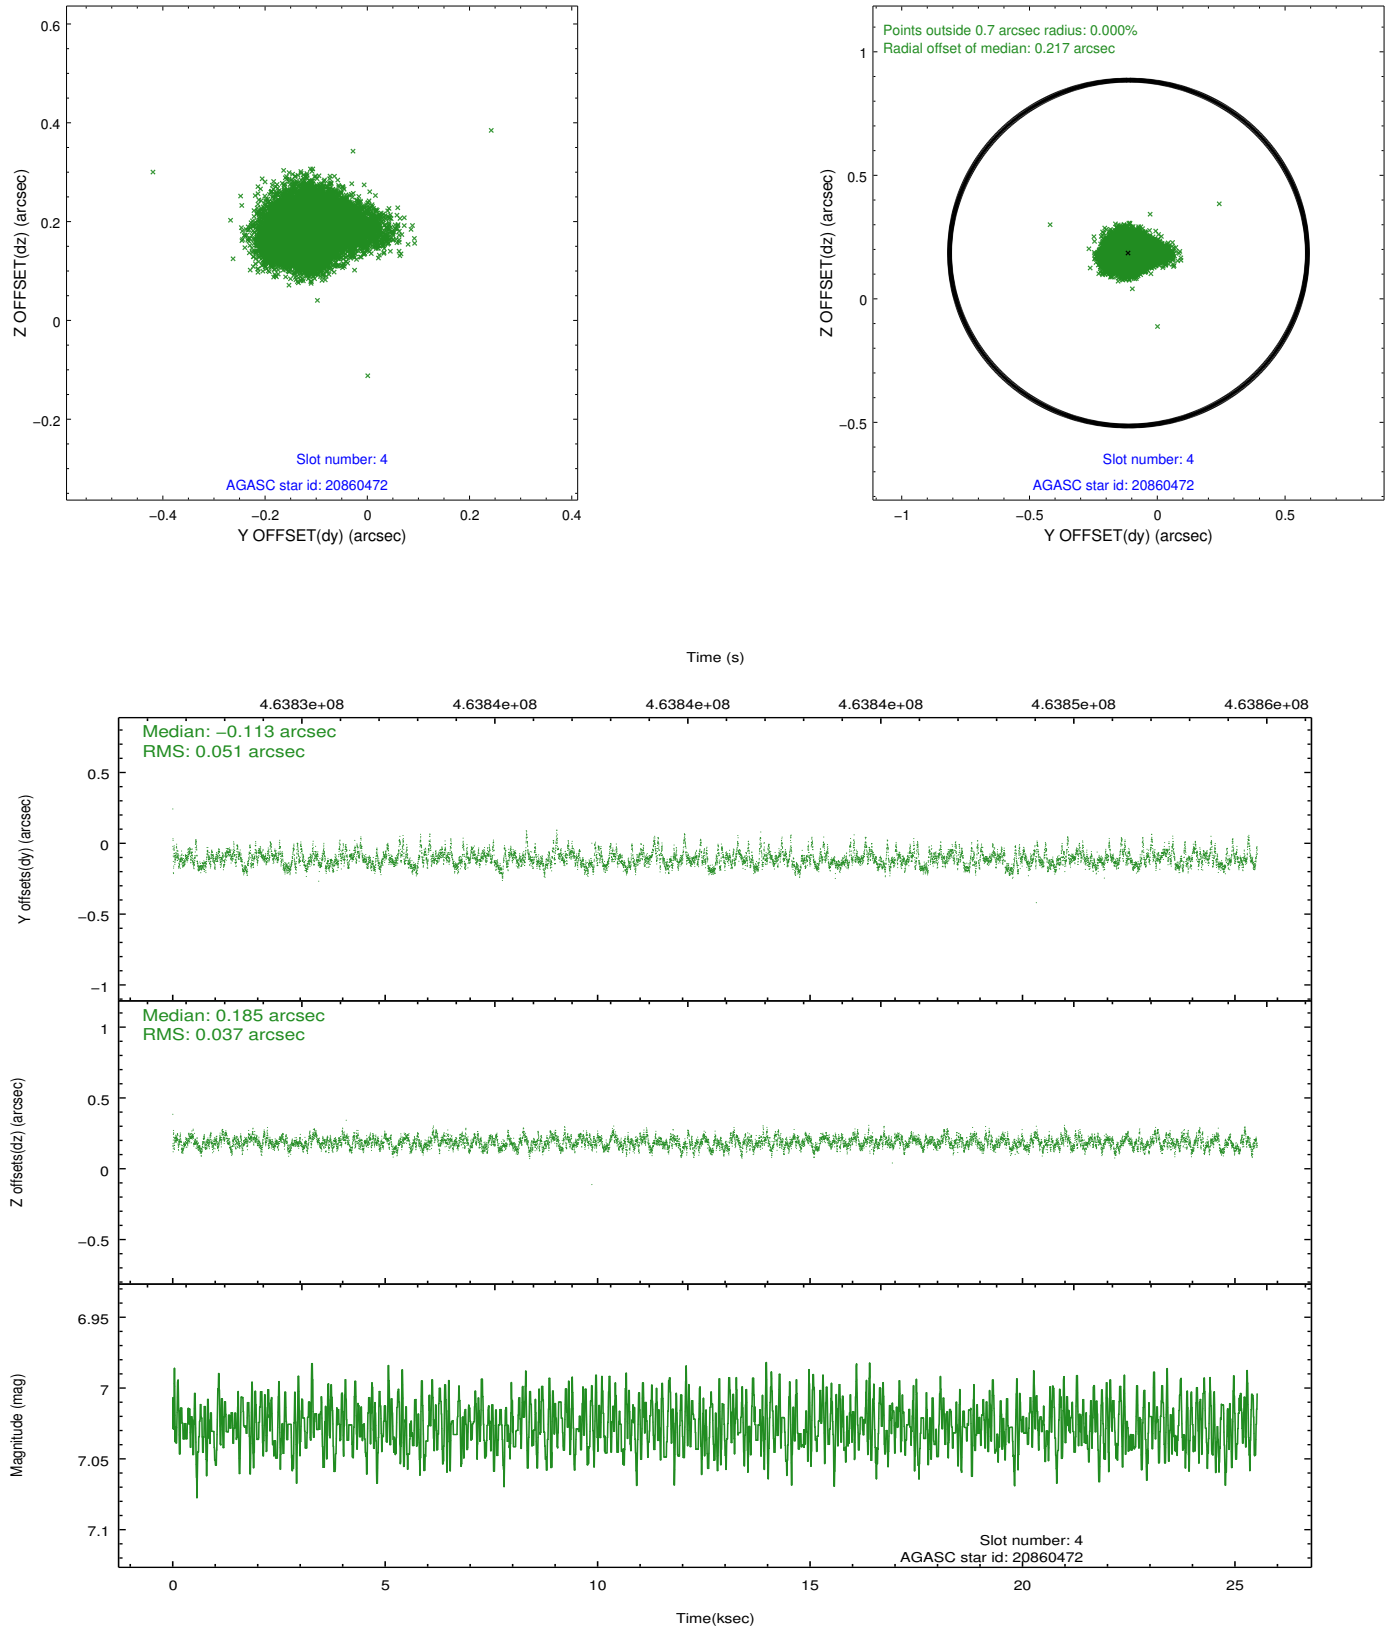 0.6
0.4
0.2
0
−0.2
−0.4
−0.2
0
0.2
0.4
Z OFFSET(dz) (arcsec)
Y OFFSET(dy) (arcsec)
Slot number: 4
AGASC star id: 20860472
Points outside 0.7 arcsec radius: 0.000%
Radial offset of median: 0.217 arcsec
1
0.5
0
−0.5
−1
−0.5
0
0.5
Z OFFSET(dz) (arcsec)
Y OFFSET(dy) (arcsec)
Slot number: 4
AGASC star id: 20860472
Time (s)
4.6383e+08
4.6384e+08
4.6384e+08
4.6384e+08
4.6385e+08
4.6386e+08
Median: −0.113 arcsec
RMS: 0.051 arcsec
0.5
0
−0.5
−1
Y offsets(dy) (arcsec)
Median: 0.185 arcsec
RMS: 0.037 arcsec
1
0.5
0
−0.5
Z offsets(dz) (arcsec)
6.95
7
7.05
7.1
Magnitude (mag)
Slot number: 4
AGASC star id: 20860472
0
5
10
15
20
25
Time(ksec)